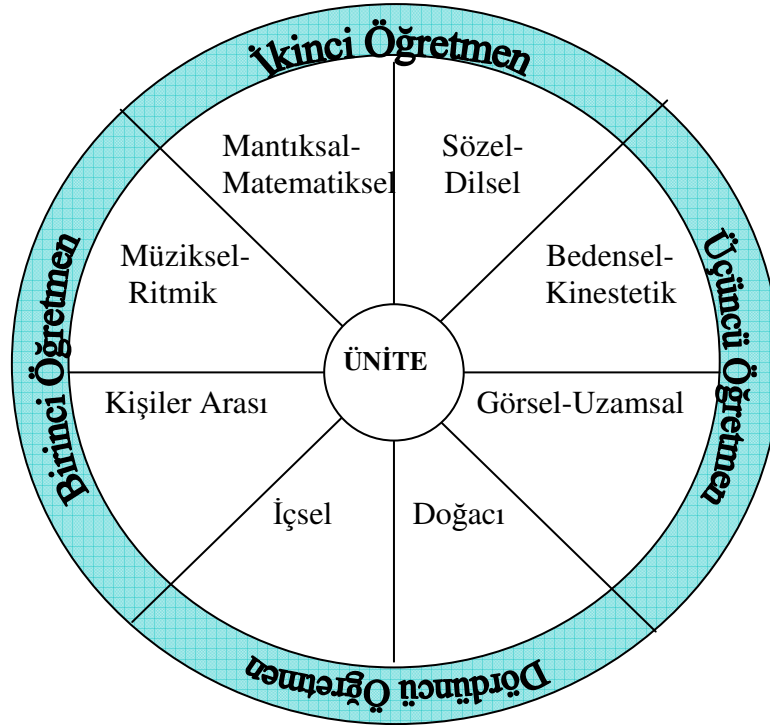 İkinci Öğretmen
Mantıksal-
Matematiksel
Sözel-
Dilsel
Müziksel-
Ritmik
Bedensel-
Kinestetik
Birinci Öğretmen
Üçüncü Öğretmen
ÜNİTE
Kişiler Arası
Görsel-Uzamsal
İçsel
Doğacı
Dördüncü Öğretmen